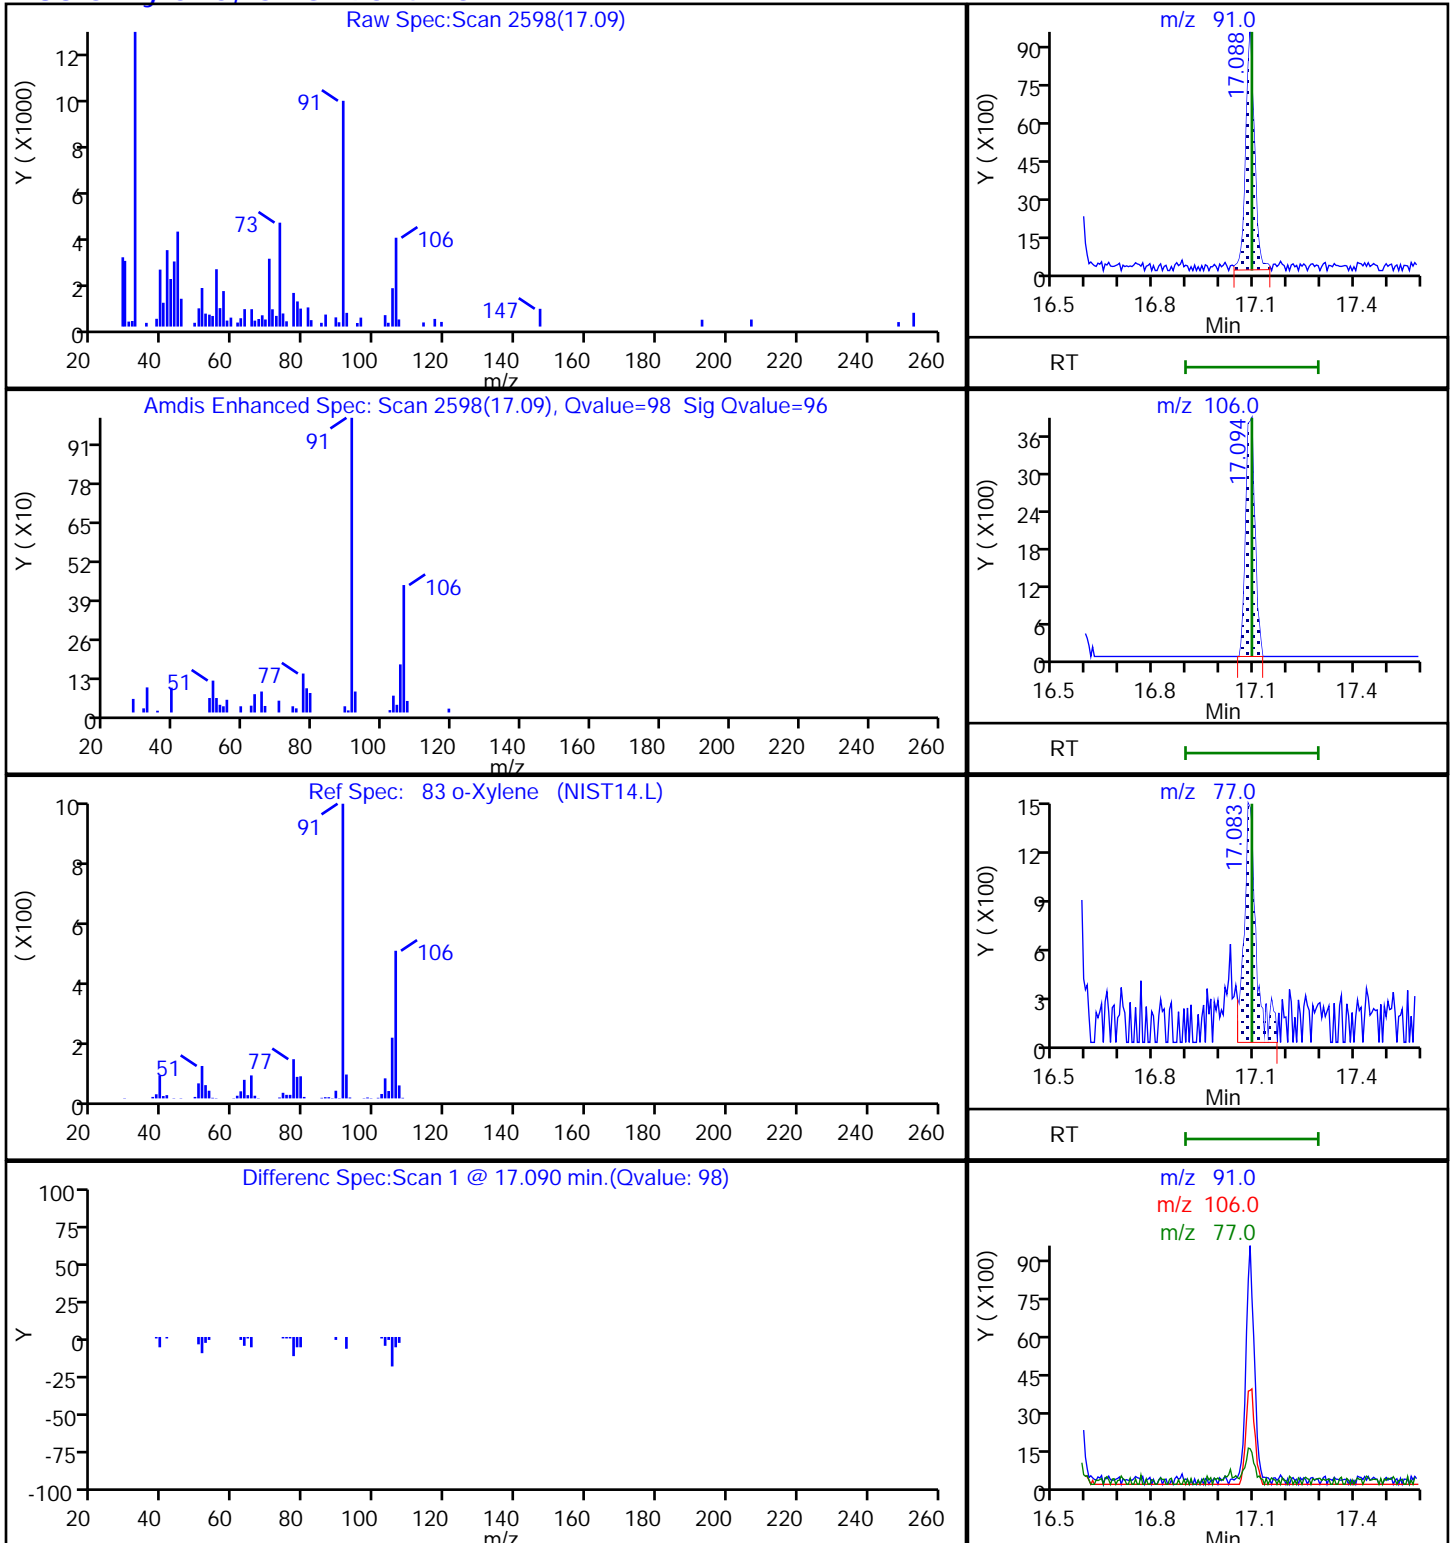 Raw Spec:Scan 2598(17.09)
Y ( X1000)
12
10
8
6
4
2
0
91
73
106
147
20 40 60 80 100 120 140 160 180 200 220 240 260
m/z
m/z 91.0
Y ( X100)
90
75
60
45
30
15
0
17.088
16.5 16.8 17.1 17.4
Min
RT
Amdis Enhanced Spec: Scan 2598(17.09), Qvalue=98 Sig Qvalue=96
Y ( X10)
91
78
65
52
39
26
13
0
91
106
51
77
20 40 60 80 100 120 140 160 180 200 220 240 260
m/z
m/z 106.0
Y ( X100)
36
30
24
18
12
6
0
17.094
16.5 16.8 17.1 17.4
Min
RT
Ref Spec: 83 o-Xylene (NIST14.L)
( X100)
10
8
6
4
2
0
91
106
51
77
20 40 60 80 100 120 140 160 180 200 220 240 260
m/z 77.0
Y ( X100)
15
12
9
6
3
0
17.083
16.5 16.8 17.1 17.4
Min
RT
Differenc Spec:Scan 1 @ 17.090 min.(Qvalue: 98)
Y
100
75
50
25
0
-25
-50
-75
-100
20 40 60 80 100 120 140 160 180 200 220 240 260
m/z
m/z 91.0
m/z 106.0
m/z 77.0
Y ( X100)
90
75
60
45
30
15
0
16.5 16.8 17.1 17.4
Min